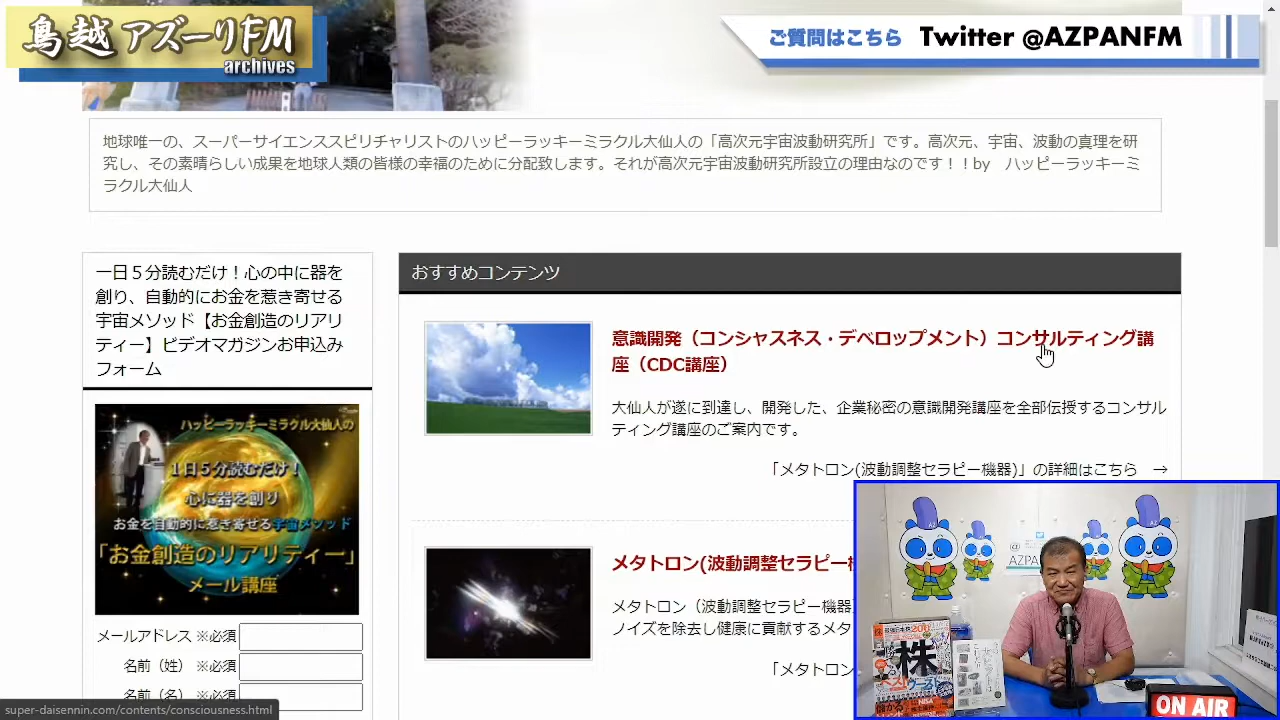 鳥越 アズーリFM
archives
ご質問はこちら Twitter @AZPANFM
地球唯一の、スーパーサイエンススピリチャリストのハッピーラッキーミラクル大仙人の「高次元宇宙波動研究所」です。高次元、宇宙、波動の真理を研
究し、その素晴らしい成果を地球人類の皆様の幸福のために分配致します。それが高次元宇宙波動研究所設立の理由なのです！！by　ハッピーラッキーミ
ラクル大仙人
一日５分読むだけ！心の中に器を
創り、自動的にお金を惹き寄せる
宇宙メソッド【お金創造のリアリ
ティー】ビデオマガジンお申込み
フォーム
ハッピーラッキーミラクル大仙人の
1日5分読むだけ！
心に器を創り
お金を自動的に惹き寄せる宇宙メソッド
「お金創造のリアリティー」
メール講座
メールアドレス ※必須
名前（姓） ※必須
名前（名） ※必須
おすすめコンテンツ
意識開発（コンシャスネス・デベロップメント）コンサルティング講
座（CDC講座）
大仙人が遂に到達し、開発した、企業秘密の意識開発講座を全部伝授するコンサル
ティング講座のご案内です。
「メタトロン(波動調整セラピー機器)」の詳細はこちら　→
メタトロン(波動調整セラピー
メタトロン（波動調整セラピー機器
ノイズを除去し健康に貢献するメタ
「メタトロン
super-daisennin.com/contents/consciousness.html
AZPA
株
NISA
ON AIR